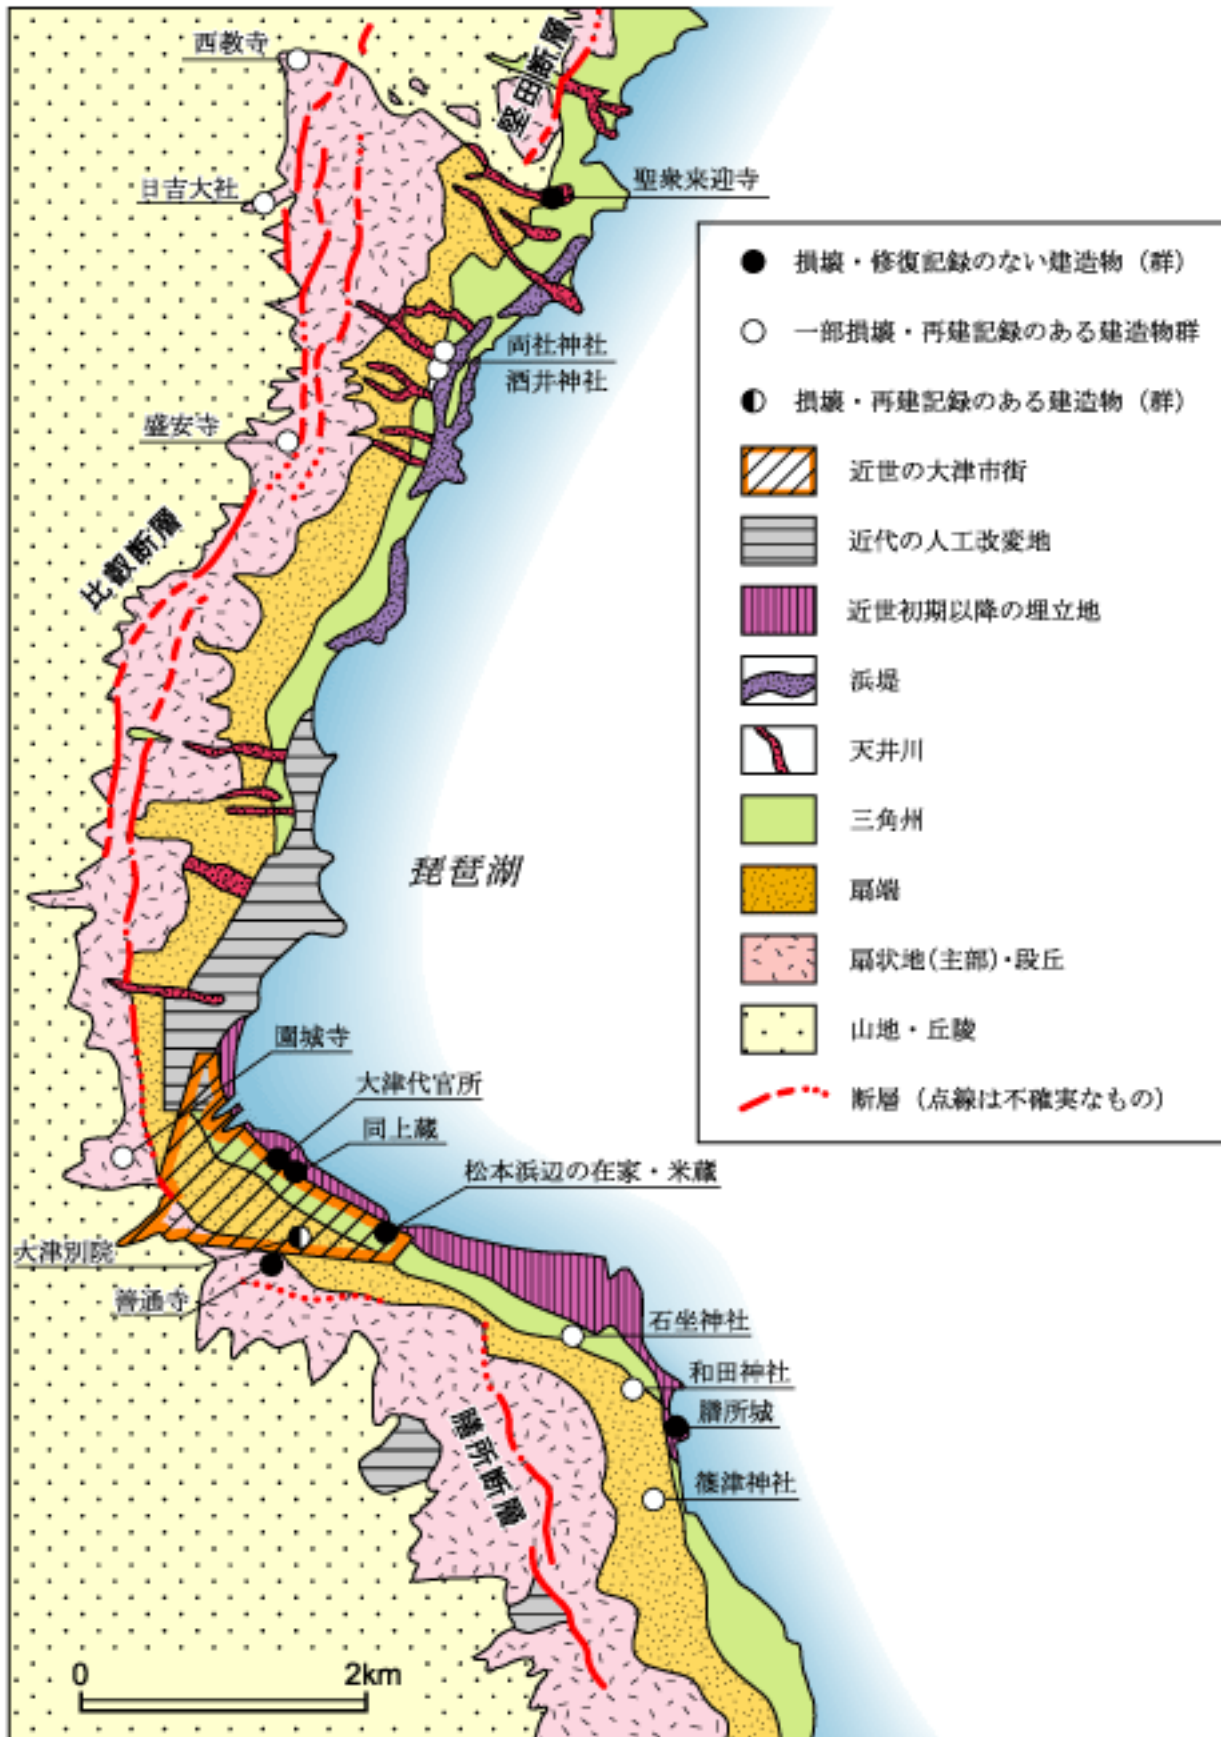 西教寺
堅田断層
日吉大社
聖衆来迎寺
両社神社
酒井神社
盛安寺
比叡断層
琵琶湖
園城寺
大津代官所
同上蔵
松本浜辺の在家・米蔵
大津別院
善通寺
石坐神社
和田神社
膳所城
膳所断層
篠津神社
0 2km
損壊・修復記録のない建造物（群）
一部損壊・再建記録のある建造物群
損壊・再建記録のある建造物（群）
近世の大津市街
近代の人工改変地
近世初期以降の埋立地
浜堤
天井川
三角州
扇端
扇状地(主部)・段丘
山地・丘陵
断層（点線は不確実なもの）